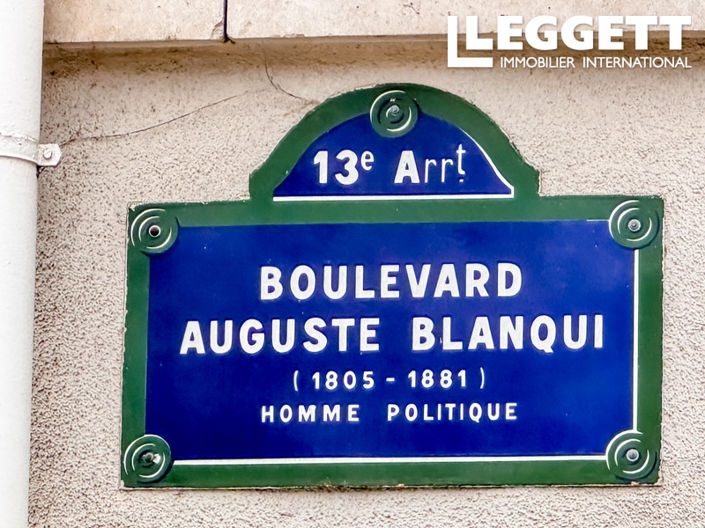 LEGGETT
IMMOBILIER INTERNATIONAL
13e Arrt.
BOULEVARD
AUGUSTE BLANQUI
(1805 - 1881)
HOMME POLITIQUE